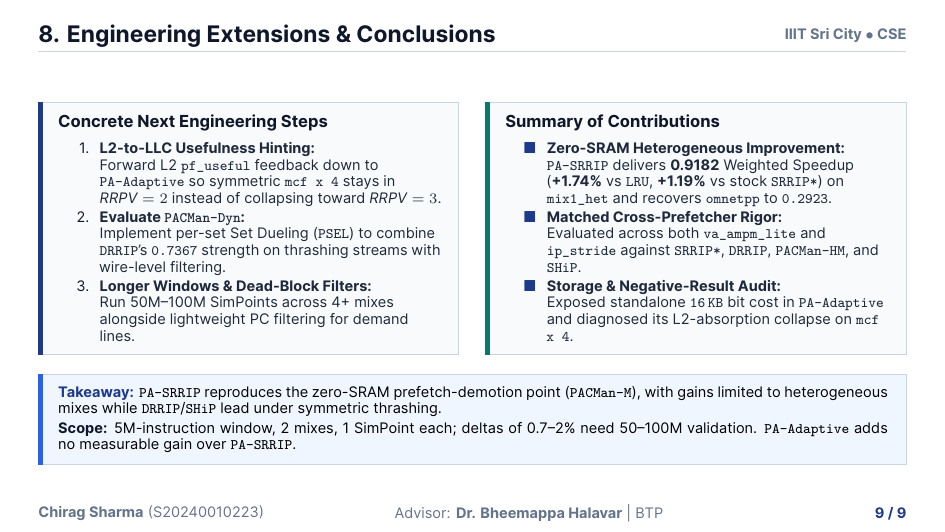 8. Engineering Extensions & Conclusions
IIIT Sri City ● CSE
Concrete Next Engineering Steps
1. L2-to-LLC Usefulness Hinting:
Forward L2 pf_useful feedback down to
PA-Adaptive so symmetric mcf x 4 stays in
RRPV = 2 instead of collapsing toward RRPV = 3.
2. Evaluate PACMan-Dyn:
Implement per-set Set Dueling (PSEL) to combine
DRRIP's 0.7367 strength on thrashing streams with
wire-level filtering.
3. Longer Windows & Dead-Block Filters:
Run 50M–100M SimPoints across 4+ mixes
alongside lightweight PC filtering for demand
lines.
Summary of Contributions
■ Zero-SRAM Heterogeneous Improvement:
PA-SRRIP delivers 0.9182 Weighted Speedup
(+1.74% vs LRU, +1.19% vs stock SRRIP*) on
mix1_het and recovers omnetpp to 0.2923.
■ Matched Cross-Prefetcher Rigor:
Evaluated across both va_ampm_lite and
ip_stride against SRRIP*, DRRIP, PACMan-HM, and
SHiP.
■ Storage & Negative-Result Audit:
Exposed standalone 16 KB bit cost in PA-Adaptive
and diagnosed its L2-absorption collapse on mcf
x 4.
Takeaway: PA-SRRIP reproduces the zero-SRAM prefetch-demotion point (PACMan-M), with gains limited to heterogeneous
mixes while DRRIP/SHiP lead under symmetric thrashing.
Scope: 5M-instruction window, 2 mixes, 1 SimPoint each; deltas of 0.7–2% need 50–100M validation. PA-Adaptive adds
no measurable gain over PA-SRRIP.
Chirag Sharma (S20240010223)
Advisor: Dr. Bheemappa Halavar | BTP
9 / 9